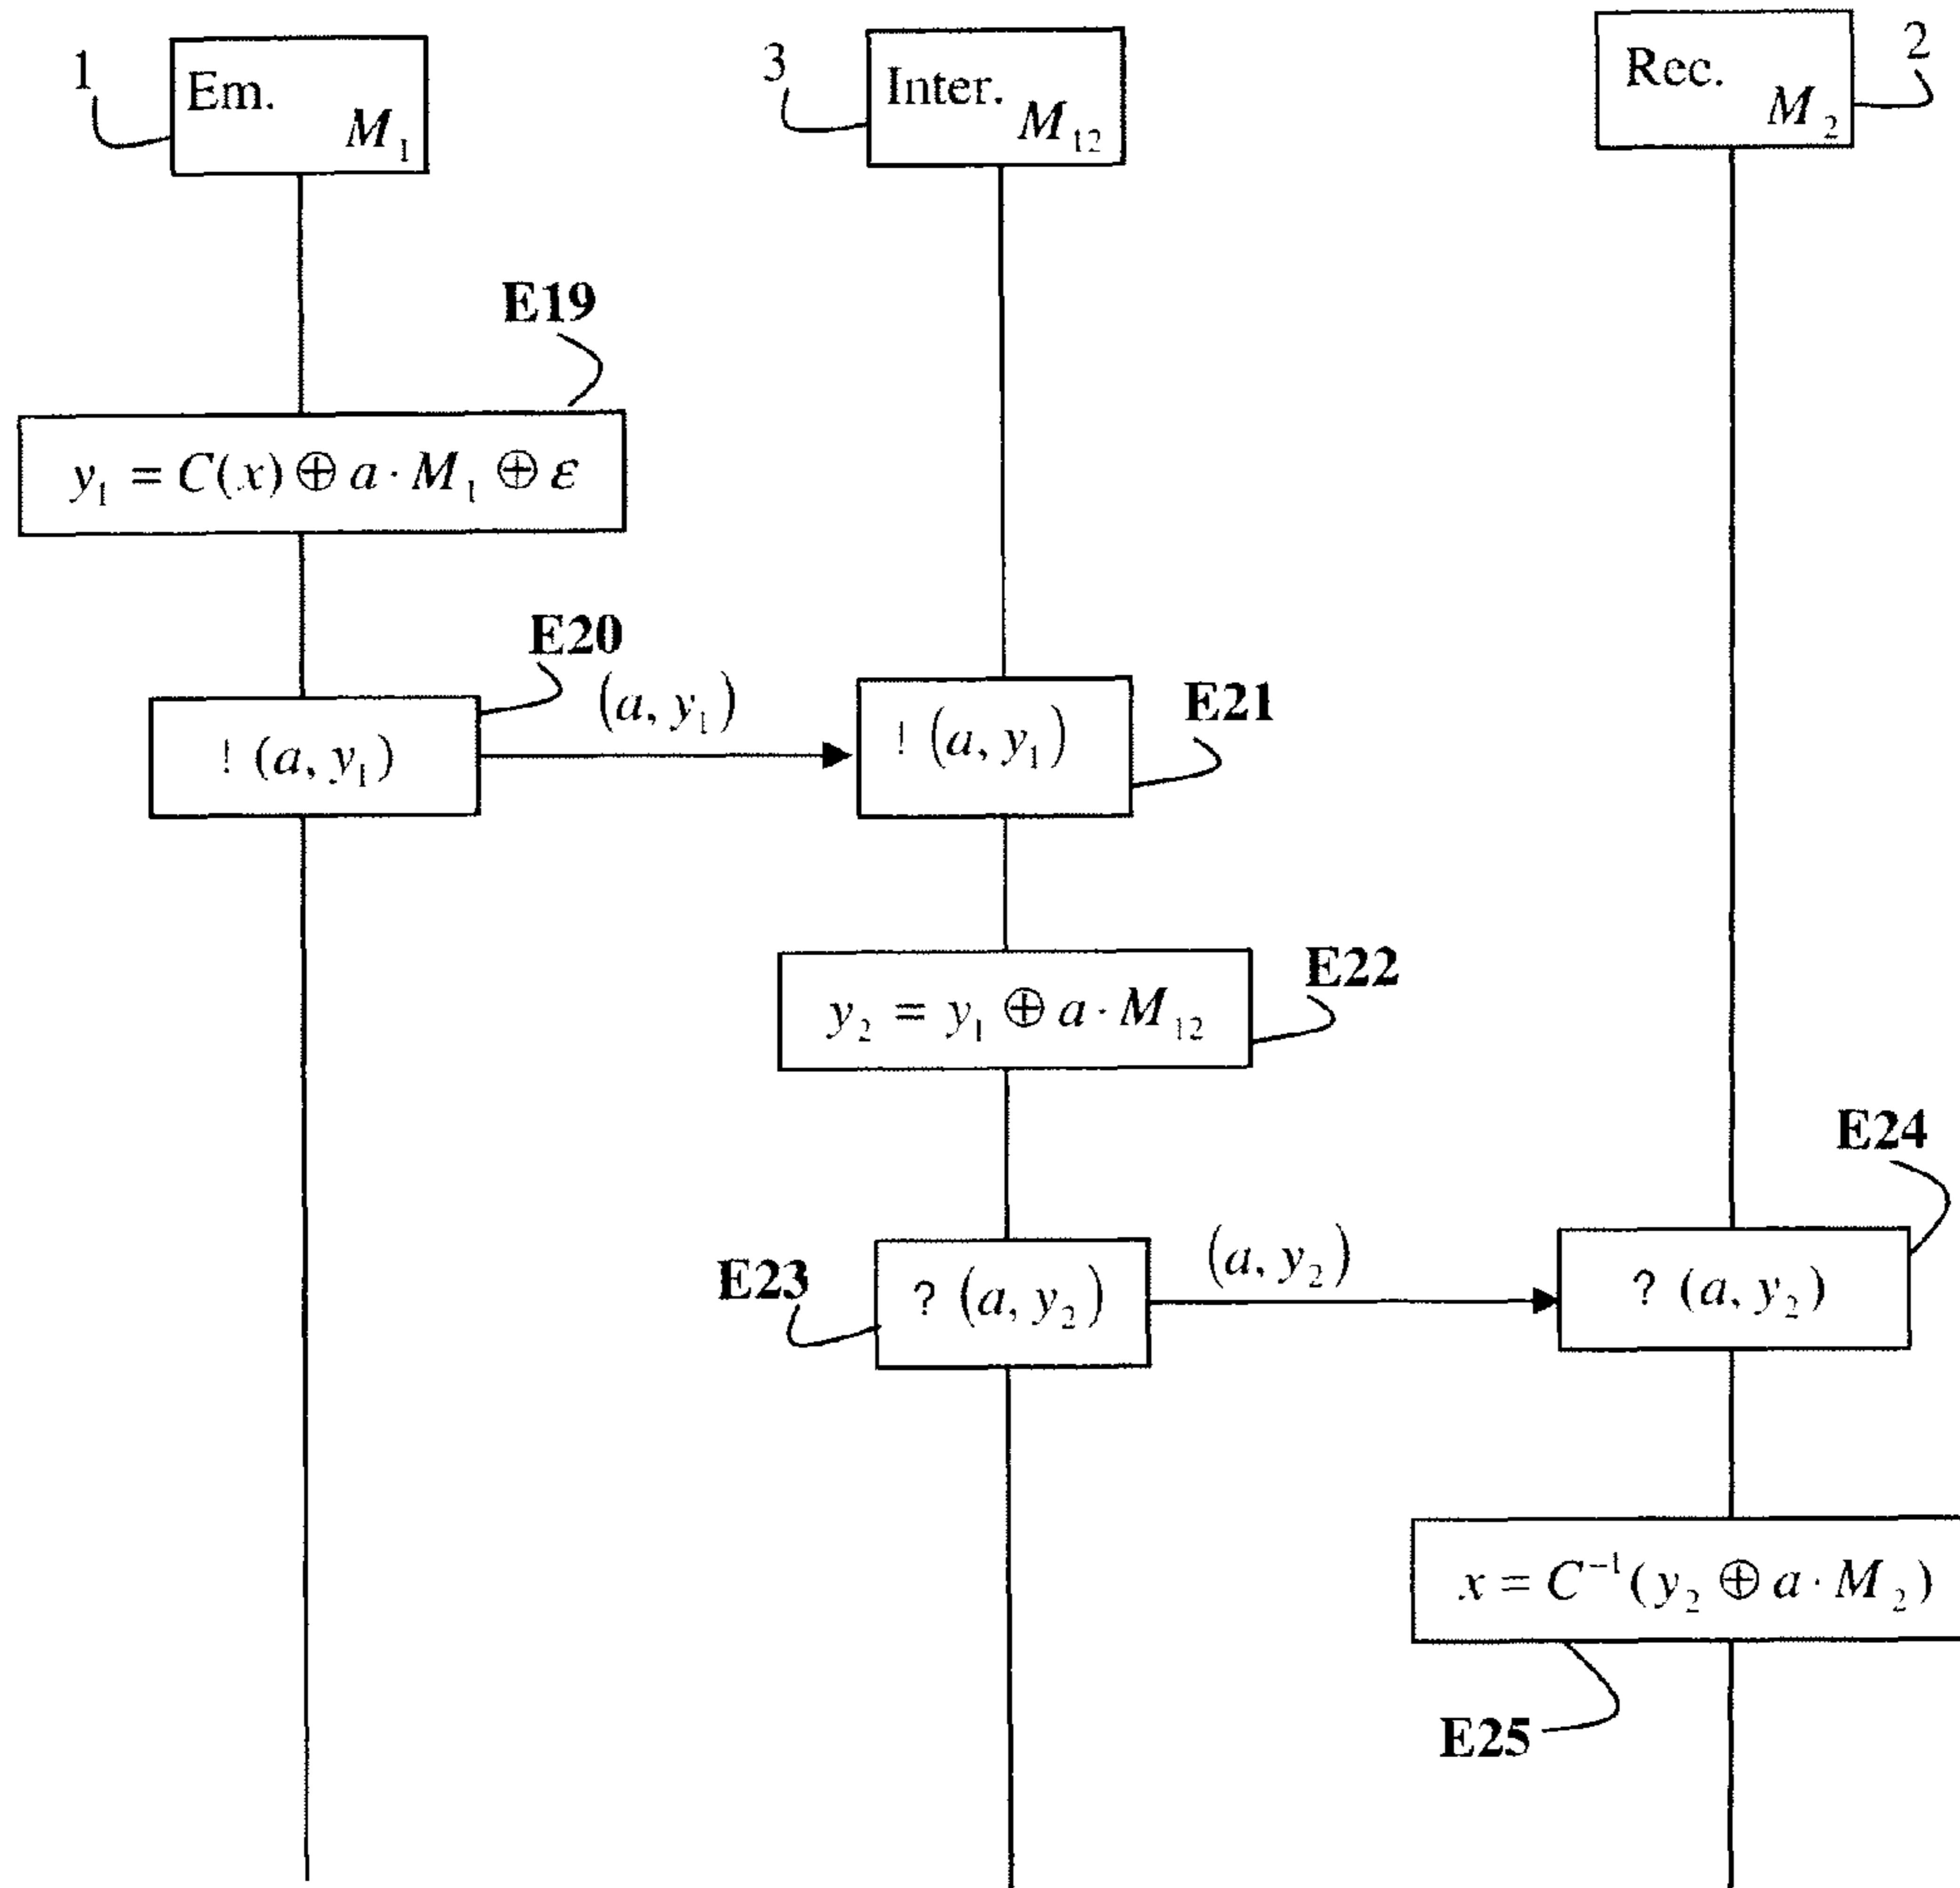 1
Em.
M₁
3
Inter.
M₁₂
Rec.
M₂
2
E19
y₁ = C(x) ⊕ a · M₁ ⊕ ε
E20
! (a, y₁)
(a, y₁)
! (a, y₁)
E21
E22
y₂ = y₁ ⊕ a · M₁₂
E23
? (a, y₂)
(a, y₂)
E24
? (a, y₂)
x = C⁻¹(y₂ ⊕ a · M₂)
E25